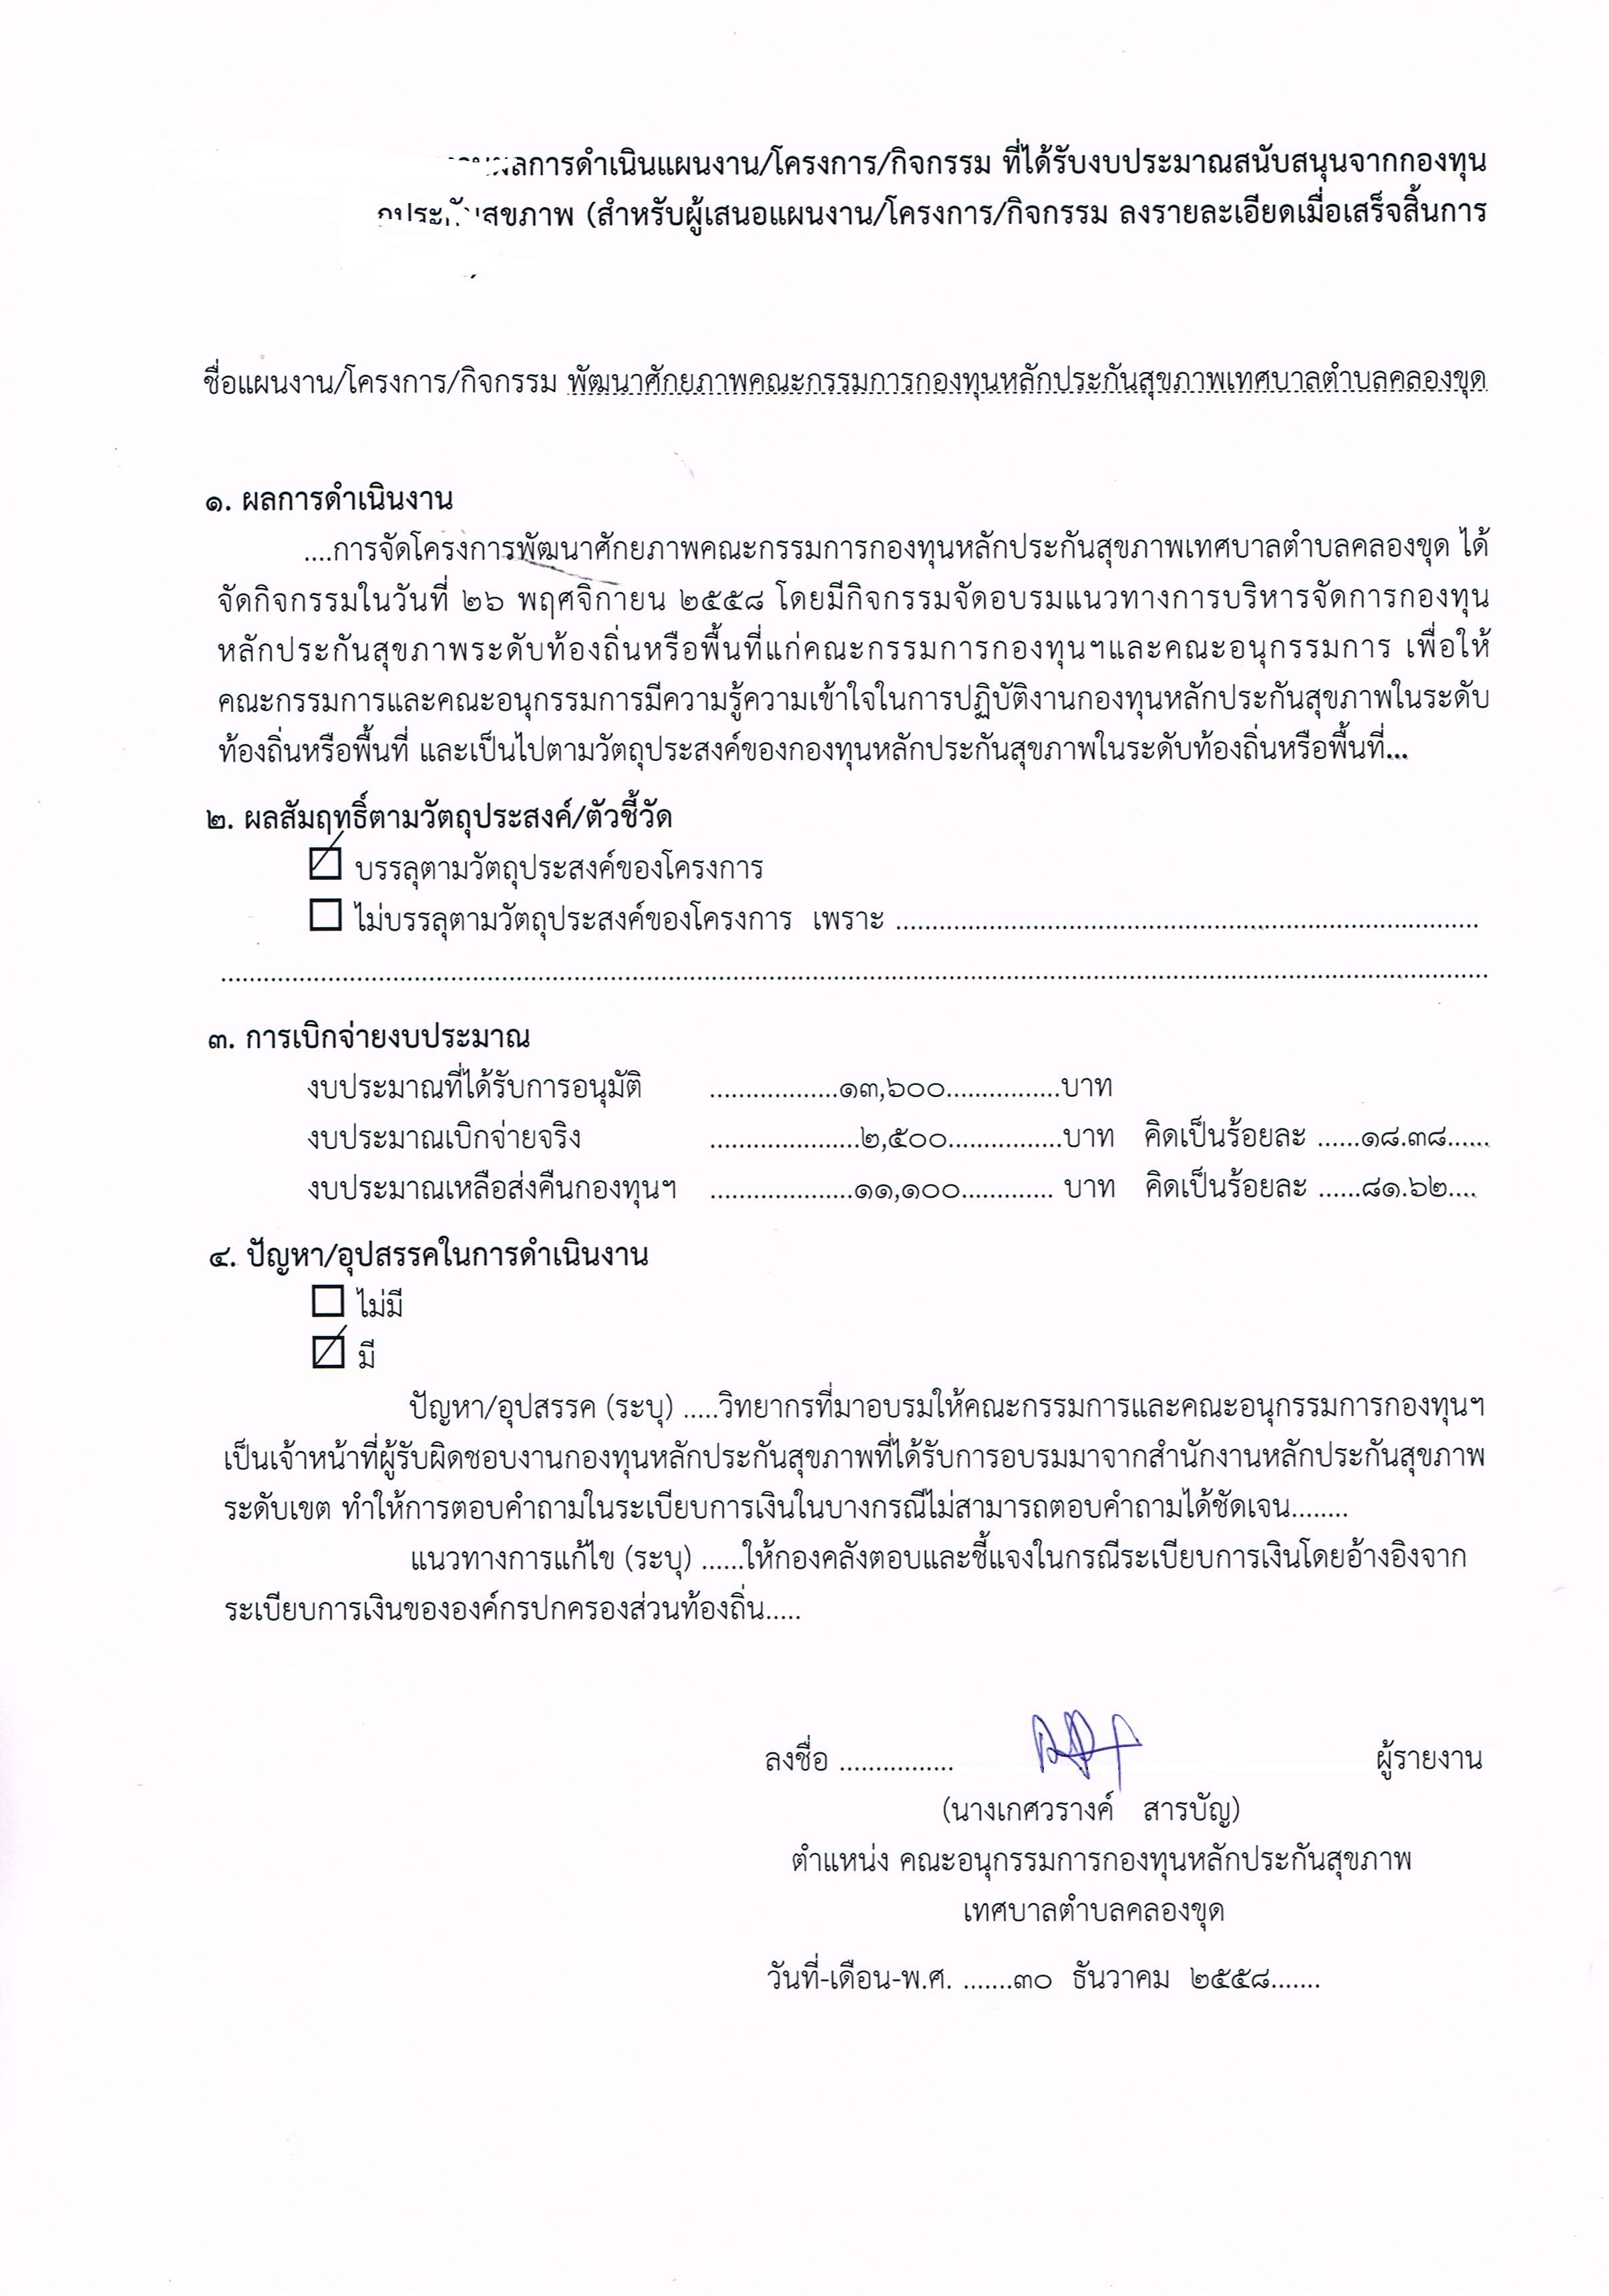 ผลการดำเนินแผนงาน/โครงการ/กิจกรรม ที่ได้รับงบประมาณสนับสนุนจากกองทุน
ประกันสุขภาพ (สำหรับผู้เสนอแผนงาน/โครงการ/กิจกรรม ลงรายละเอียดเมื่อเสร็จสิ้นการ
ชื่อแผนงาน/โครงการ/กิจกรรม พัฒนาศักยภาพคณะกรรมการกองทุนหลักประกันสุขภาพเทศบาลตำบลคลองขุด
๑. ผลการดำเนินงาน
....การจัดโครงการพัฒนาศักยภาพคณะกรรมการกองทุนหลักประกันสุขภาพเทศบาลตำบลคลองขุด ได้
จัดกิจกรรมในวันที่ ๒๖ พฤศจิกายน ๒๕๕๘ โดยมีกิจกรรมจัดอบรมแนวทางการบริหารจัดการกองทุน
หลักประกันสุขภาพระดับท้องถิ่นหรือพื้นที่แก่คณะกรรมการกองทุนฯและคณะอนุกรรมการ เพื่อให้
คณะกรรมการและคณะอนุกรรมการมีความรู้ความเข้าใจในการปฏิบัติงานกองทุนหลักประกันสุขภาพในระดับ
ท้องถิ่นหรือพื้นที่ และเป็นไปตามวัตถุประสงค์ของกองทุนหลักประกันสุขภาพในระดับท้องถิ่นหรือพื้นที่...
๒. ผลสัมฤทธิ์ตามวัตถุประสงค์/ตัวชี้วัด
บรรลุตามวัตถุประสงค์ของโครงการ
ไม่บรรลุตามวัตถุประสงค์ของโครงการ เพราะ ..........
๓. การเบิกจ่ายงบประมาณ
งบประมาณที่ได้รับการอนุมัติ ..................๑๓,๖๐๐................บาท
งบประมาณเบิกจ่ายจริง .....................๒,๕๐๐................บาท คิดเป็นร้อยละ ......๑๘.๓๘......
งบประมาณเหลือส่งคืนกองทุนฯ ....................๑๑,๑๐๐............. บาท คิดเป็นร้อยละ ......๘๑.๖๒....
๔. ปัญหา/อุปสรรคในการดำเนินงาน
ไม่มี
มี
ปัญหา/อุปสรรค (ระบุ) .....วิทยากรที่มาอบรมให้คณะกรรมการและคณะอนุกรรมการกองทุนฯ
เป็นเจ้าหน้าที่ผู้รับผิดชอบงานกองทุนหลักประกันสุขภาพที่ได้รับการอบรมมาจากสำนักงานหลักประกันสุขภาพ
ระดับเขต ทำให้การตอบคำถามในระเบียบการเงินในบางกรณีไม่สามารถตอบคำถามได้ชัดเจน........
แนวทางการแก้ไข (ระบุ) ......ให้กองคลังตอบและชี้แจงในกรณีระเบียบการเงินโดยอ้างอิงจาก
ระเบียบการเงินขององค์กรปกครองส่วนท้องถิ่น.....
ลงชื่อ ................ ผู้รายงาน
(นางเกศวรางค์ สารบัญ)
ตำแหน่ง คณะอนุกรรมการกองทุนหลักประกันสุขภาพ
เทศบาลตำบลคลองขุด
วันที่-เดือน-พ.ศ. .......๓๐ ธันวาคม ๒๕๕๘.......